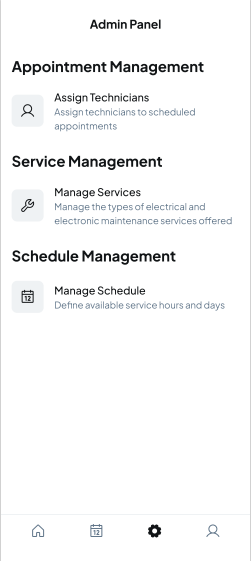 Admin Panel
Appointment Management
Assign Technicians
Assign technicians to scheduled
appointments
Service Management
Manage Services
Manage the types of electrical and
electronic maintenance services offered
Schedule Management
12
Manage Schedule
Define available service hours and days
12